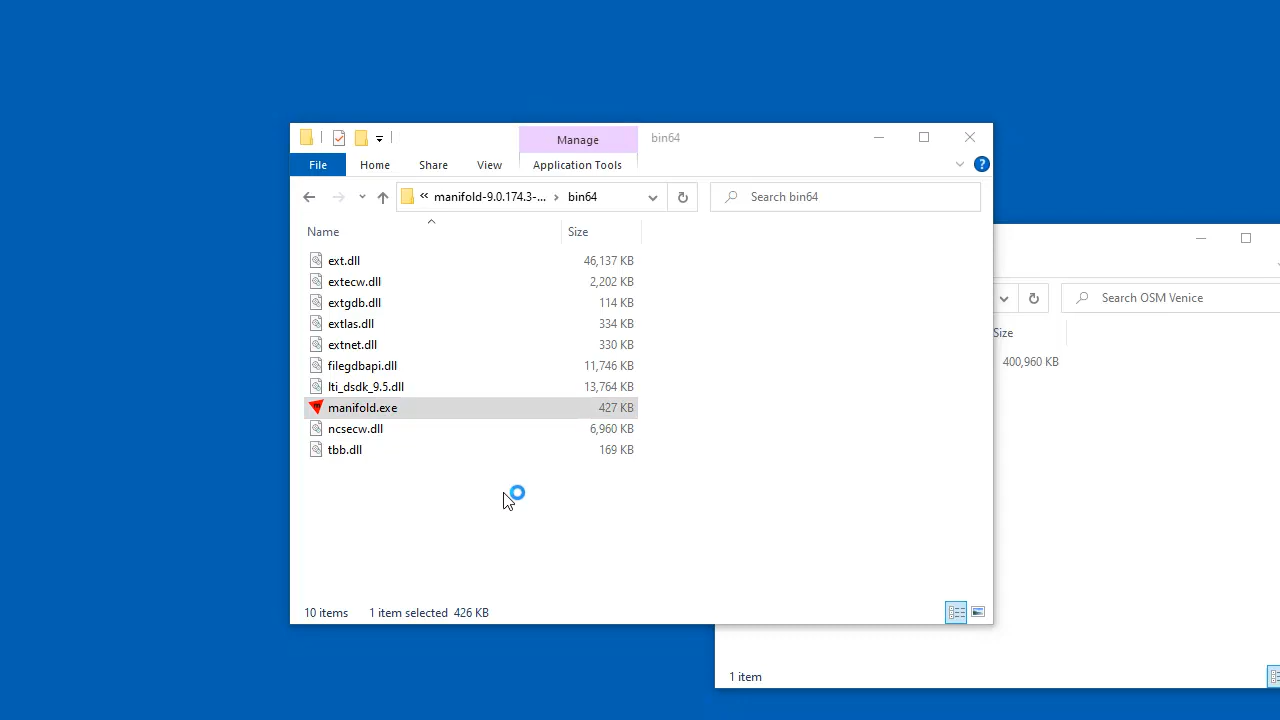 Manage
bin64
File
Home
Share
View
Application Tools
« manifold-9.0.174.3-... > bin64
Search bin64
Name
Size
ext.dll 46,137 KB
extecw.dll 2,202 KB
extgdb.dll 114 KB
extlas.dll 334 KB
extnet.dll 330 KB
filegdbapi.dll 11,746 KB
lti_dsdk_9.5.dll 13,764 KB
manifold.exe 427 KB
ncsecw.dll 6,960 KB
tbb.dll 169 KB
10 items
1 item selected 426 KB
Search OSM Venice
Size
400,960 KB
1 item